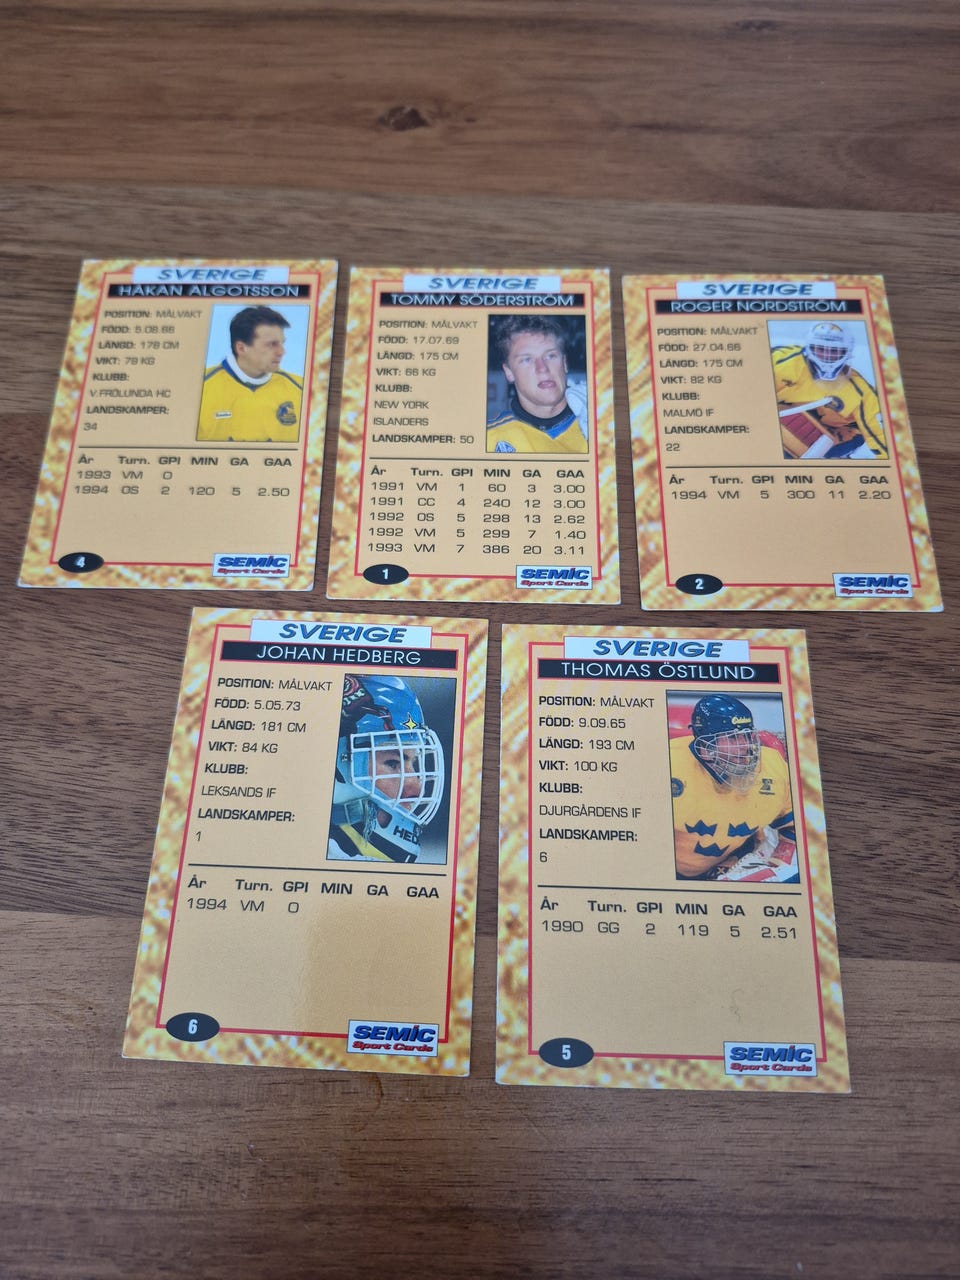 SVERIGE
HÅKAN ALGOTSSON
POSITION: MÅLVAKT
FÖDD: 5.08.66
LÄNGD: 178 CM
VIKT: 79 KG
KLUBB:
V.FRÖLUNDA HC
LANDSKAMPER:
34
År Turn. GPI MIN GA GAA
1993 VM 0
1994 OS 2 120 5 2.50
4
SEMIC
Sport Cards
SVERIGE
TOMMY SÖDERSTRÖM
POSITION: MÅLVAKT
FÖDD: 17.07.69
LÄNGD: 175 CM
VIKT: 66 KG
KLUBB:
NEW YORK
ISLANDERS
LANDSKAMPER: 50
År Turn. GPI MIN GA GAA
1991 VM 1 60 3 3.00
1991 CC 4 240 12 3.00
1992 OS 5 298 13 2.62
1992 VM 5 299 7 1.40
1993 VM 7 386 20 3.11
1
SEMIC
Sport Cards
SVERIGE
ROGER NORDSTRÖM
POSITION: MÅLVAKT
FÖDD: 27.04.66
LÄNGD: 175 CM
VIKT: 82 KG
KLUBB:
MALMÖ IF
LANDSKAMPER:
22
År Turn. GPI MIN GA GAA
1994 VM 5 300 11 2.20
2
SEMIC
Sport Cards
SVERIGE
JOHAN HEDBERG
POSITION: MÅLVAKT
FÖDD: 5.05.73
LÄNGD: 181 CM
VIKT: 84 KG
KLUBB:
LEKSANDS IF
LANDSKAMPER:
1
År Turn. GPI MIN GA GAA
1994 VM 0
6
SEMIC
Sport Cards
SVERIGE
THOMAS ÖSTLUND
POSITION: MÅLVAKT
FÖDD: 9.09.65
LÄNGD: 193 CM
VIKT: 100 KG
KLUBB:
DJURGÅRDENS IF
LANDSKAMPER:
6
År Turn. GPI MIN GA GAA
1990 GG 2 119 5 2.51
5
SEMIC
Sport Cards